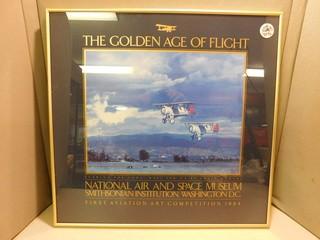 THE GOLDEN AGE OF FLIGHT
NATIONAL AIR AND SPACE MUSEUM
SMITHSONIAN INSTITUTION, WASHINGTON D.C.
FIRST AVIATION ART COMPETITION 1984